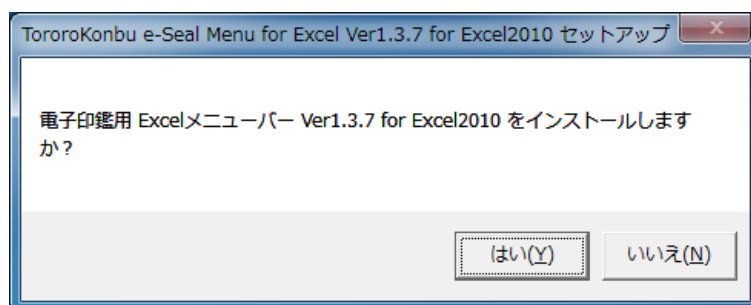 TororoKonbu e-Seal Menu for Excel Ver1.3.7 for Excel2010 セットアップ
電子印鑑用 Excelメニューバー Ver1.3.7 for Excel2010 をインストールします
か？
はい(Y)
いいえ(N)